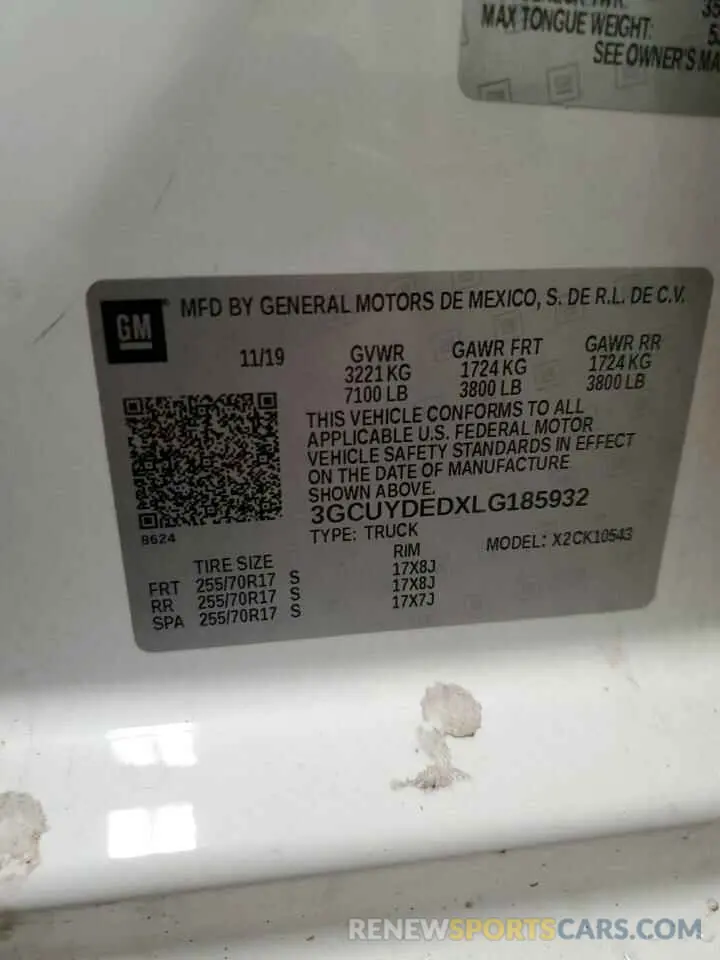 MAX TONGUE WEIGHT:
SEE OWNER'S MA
GM
MFD BY GENERAL MOTORS DE MEXICO, S. DE R.L. DE C.V.
11/19 GVWR GAWR FRT GAWR RR
3221 KG 1724 KG 1724 KG
7100 LB 3800 LB 3800 LB
THIS VEHICLE CONFORMS TO ALL
APPLICABLE U.S. FEDERAL MOTOR
VEHICLE SAFETY STANDARDS IN EFFECT
ON THE DATE OF MANUFACTURE
SHOWN ABOVE.
3GCUYDEDXLG185932
8624
TYPE: TRUCK MODEL: X2CK10543
TIRE SIZE RIM
FRT 255/70R17 S 17X8J
RR 255/70R17 S 17X8J
SPA 255/70R17 S 17X7J
RENEWSPORTSCARS.COM